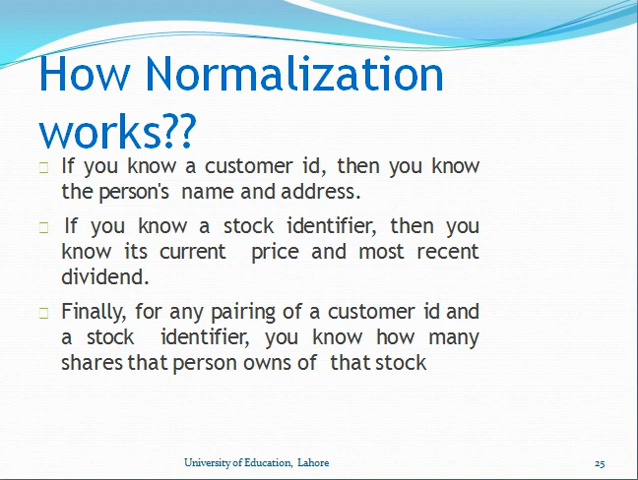 How Normalization
works??
If you know a customer id, then you know
the person's name and address.
If you know a stock identifier, then you
know its current price and most recent
dividend.
Finally, for any pairing of a customer id and
a stock identifier, you know how many
shares that person owns of that stock
University of Education, Lahore
25